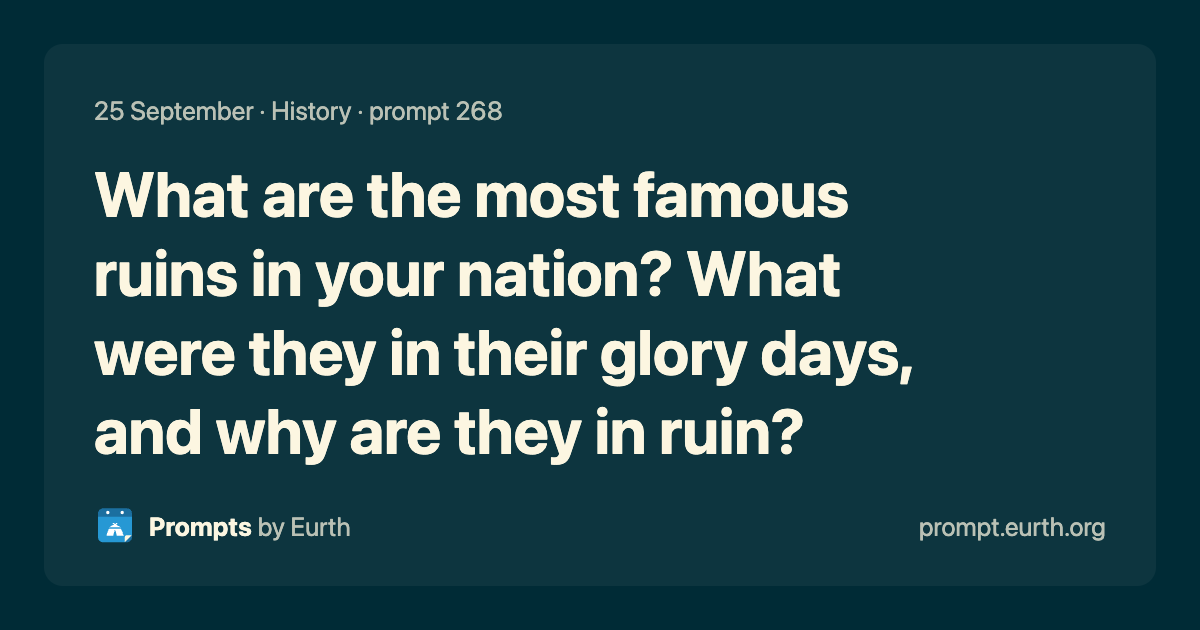 25 September · History · prompt 268
What are the most famous
ruins in your nation? What
were they in their glory days,
and why are they in ruin?
Prompts by Eurth
prompt.eurth.org